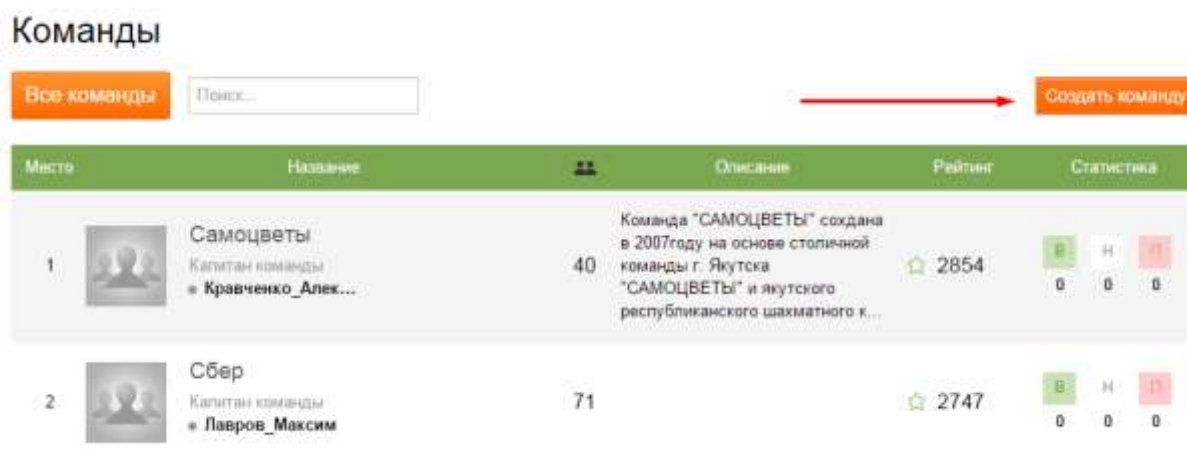 Команды
Все команды
Поиск...
Создать команду
Место
Название
Описание
Рейтинг
Статистика
1
Самоцветы
Капитан команды
Кравченко_Алек...
40
Команда "САМОЦВЕТЫ" создана
в 2007году на основе столичной
команды г. Якутска
"САМОЦВЕТЫ" и якутского
республиканского шахматного к...
2854
В Н П
0 0 0
2
Сбер
Капитан команды
Лавров_Максим
71
2747
В Н П
0 0 0